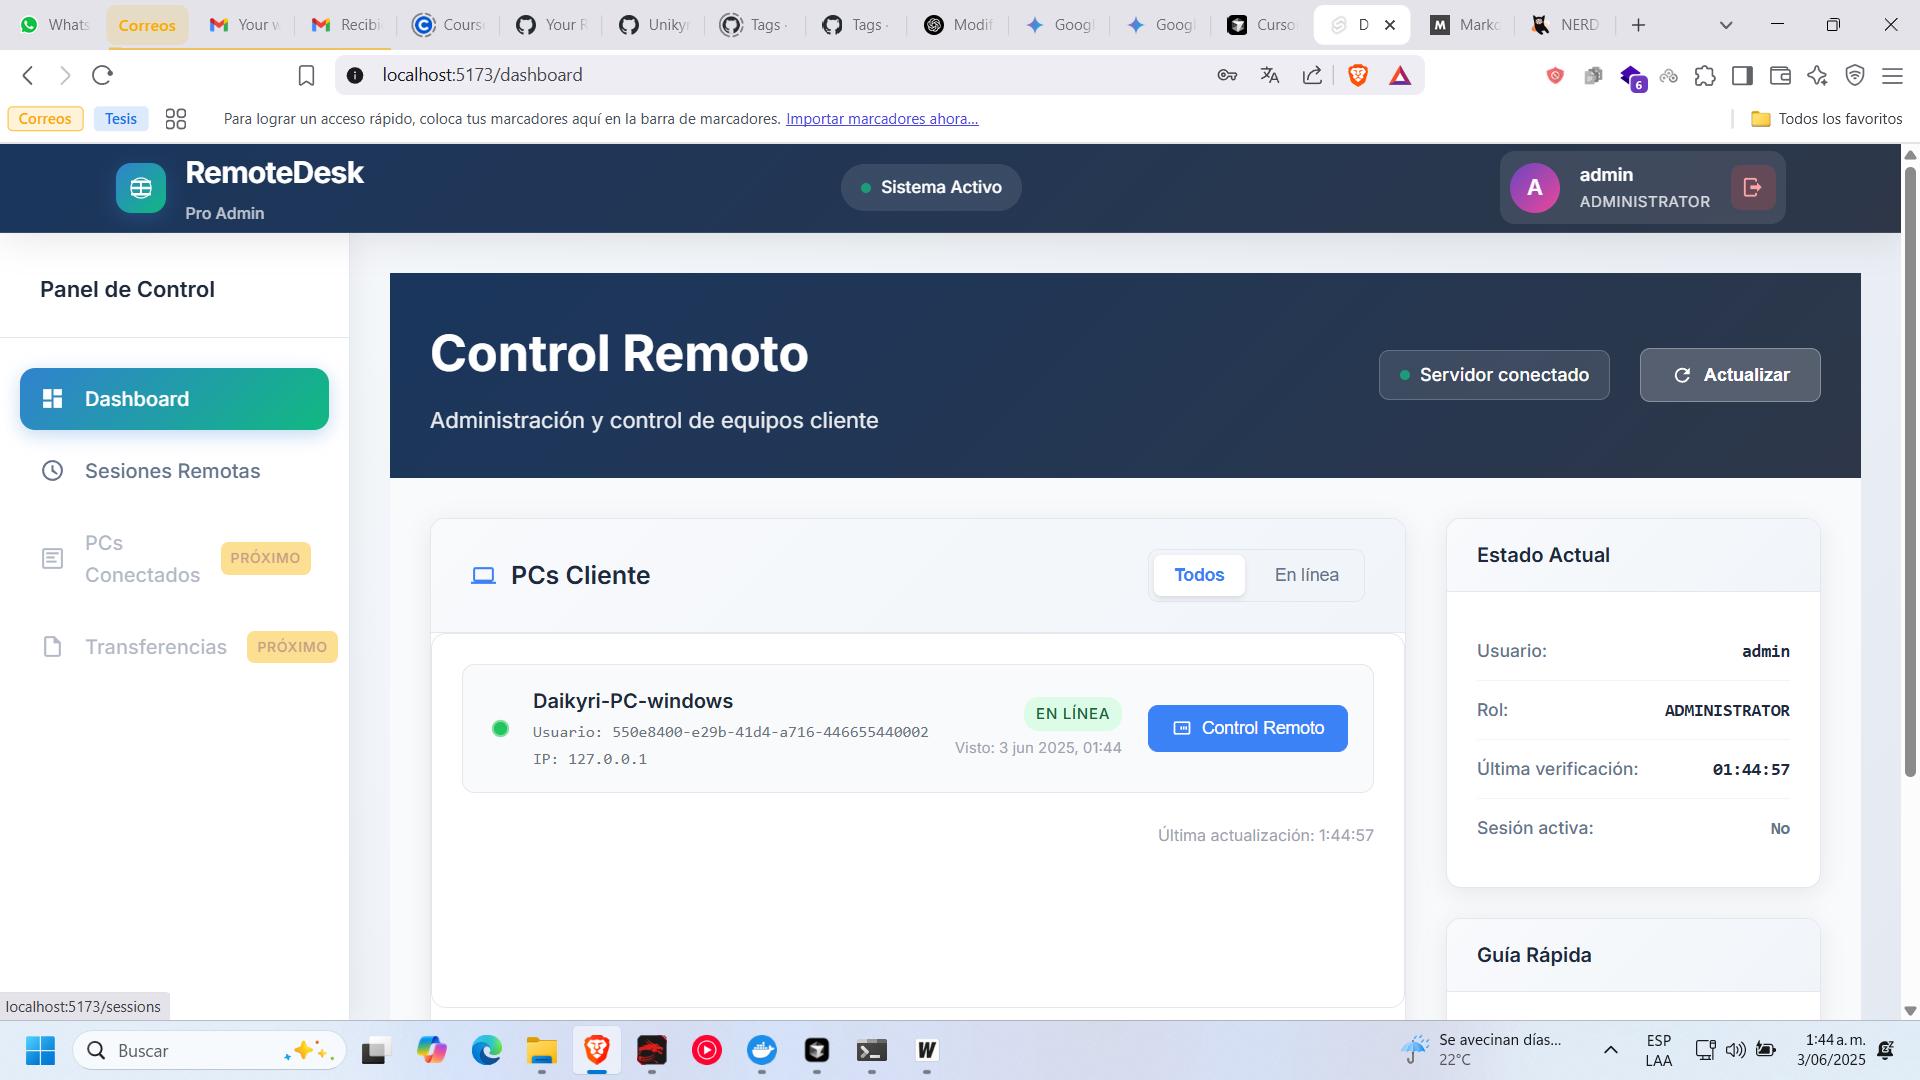 Whats
Correos
Your w
Recibi
Cours
Your R
Unikyr
Tags ·
Tags ·
Modif
Googl
Googl
Curso
D
Marko
NERD
localhost:5173/dashboard
6
Correos
Tesis
Para lograr un acceso rápido, coloca tus marcadores aquí en la barra de marcadores. Importar marcadores ahora...
Todos los favoritos
RemoteDesk
Pro Admin
Sistema Activo
A
admin
ADMINISTRATOR
Panel de Control
Dashboard
Sesiones Remotas
PCs
Conectados
PRÓXIMO
Transferencias
PRÓXIMO
Control Remoto
Administración y control de equipos cliente
Servidor conectado
Actualizar
PCs Cliente
Todos
En línea
Daikyri-PC-windows
Usuario: 550e8400-e29b-41d4-a716-446655440002
IP: 127.0.0.1
EN LÍNEA
Visto: 3 jun 2025, 01:44
Control Remoto
Última actualización: 1:44:57
Estado Actual
Usuario: admin
Rol: ADMINISTRATOR
Última verificación: 01:44:57
Sesión activa: No
Guía Rápida
localhost:5173/sessions
Buscar
Se avecinan días...
22°C
ESP
LAA
1:44 a. m.
3/06/2025